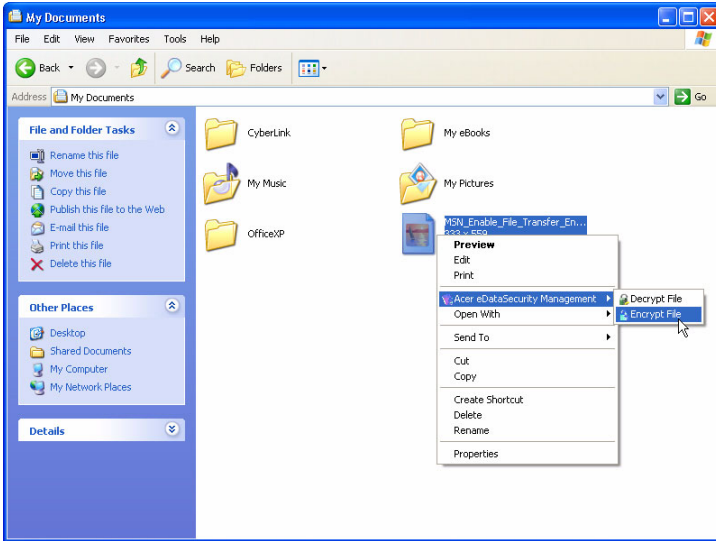 My Documents
File Edit View Favorites Tools Help
Back Search Folders
Address My Documents Go
File and Folder Tasks
Rename this file
Move this file
Copy this file
Publish this file to the Web
E-mail this file
Print this file
Delete this file
Other Places
Desktop
Shared Documents
My Computer
My Network Places
Details
CyberLink
My eBooks
My Music
My Pictures
OfficeXP
MSN_Enable_File_Transfer_En...
333 x 559
Preview
Edit
Print
Acer eDataSecurity Management
Open With
Send To
Cut
Copy
Create Shortcut
Delete
Rename
Properties
Decrypt File
Encrypt File